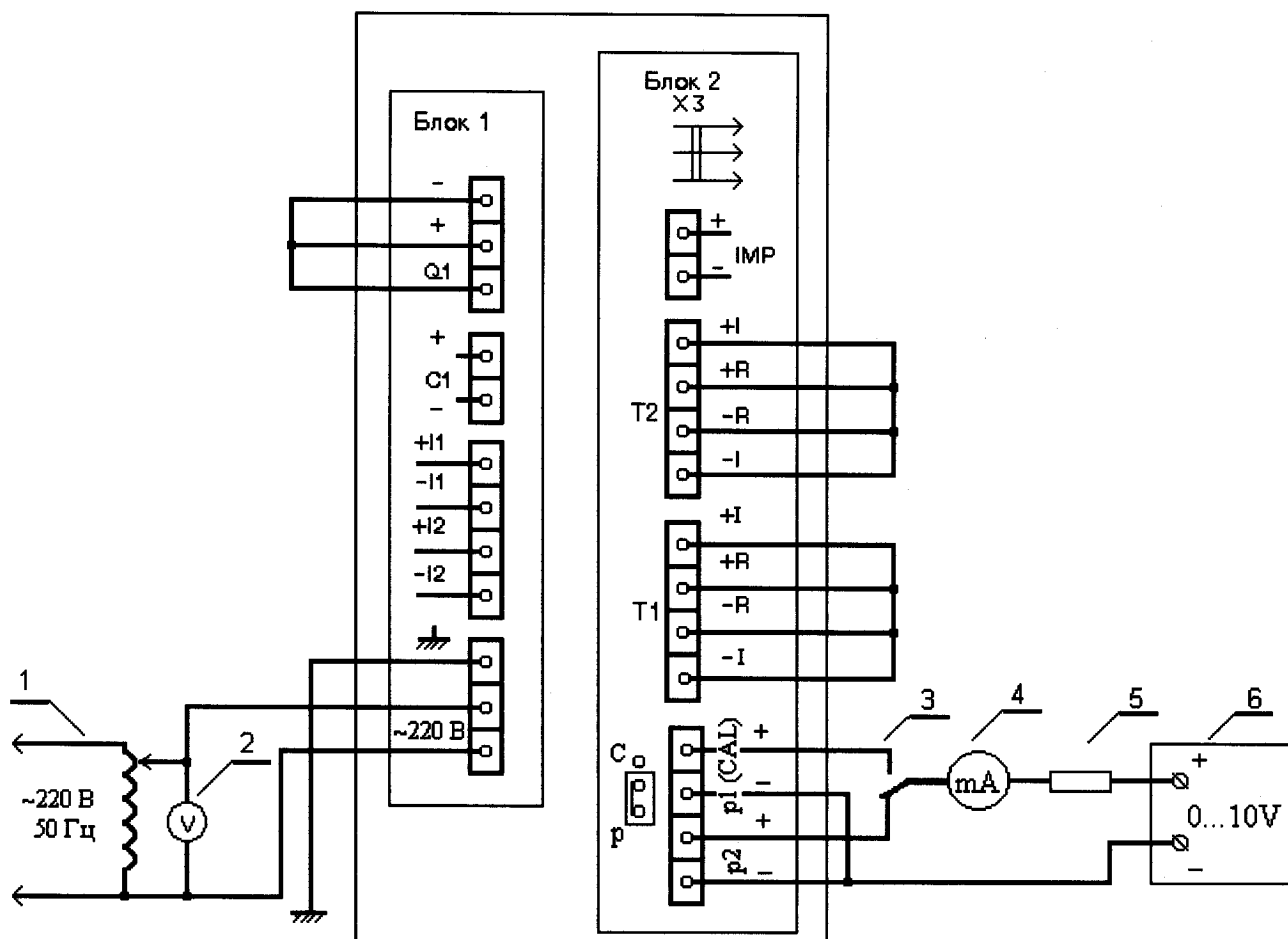 Блок 1
-
+
Q1
+
C1
-
+I1
-I1
+I2
-I2
~220 В
Блок 2
X3
+
IMP
-
+I
+R
T2
-R
-I
+I
+R
T1
-R
-I
C
p
p1 (CAL)
+
-
p2
+
-
1
2
~220 В
50 Гц
V
3
4
5
6
mA
+
0...10V
-